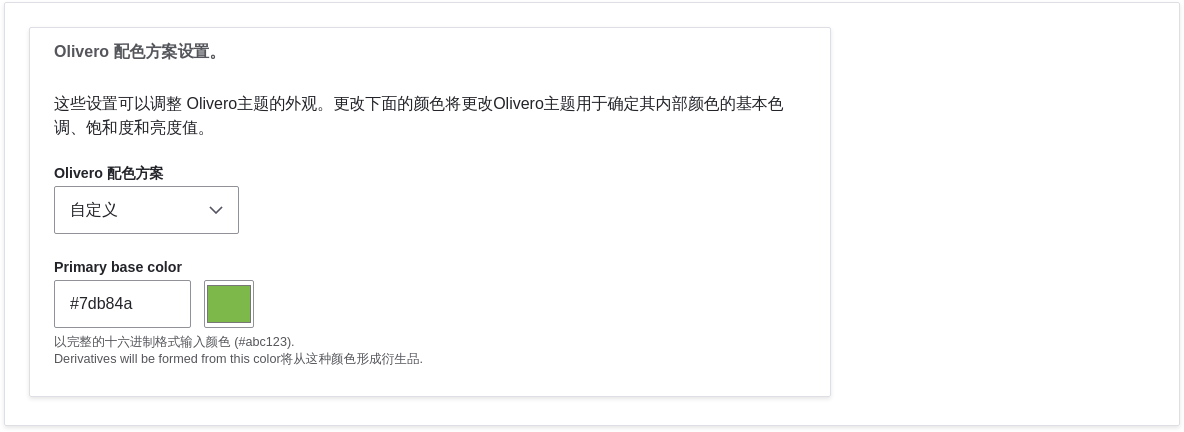 Olivero 配色方案设置。
这些设置可以调整 Olivero主题的外观。更改下面的颜色将更改Olivero主题用于确定其内部颜色的基本色
调、饱和度和亮度值。
Olivero 配色方案
自定义
Primary base color
#7db84a
以完整的十六进制格式输入颜色 (#abc123).
Derivatives will be formed from this color将从这种颜色形成衍生品.